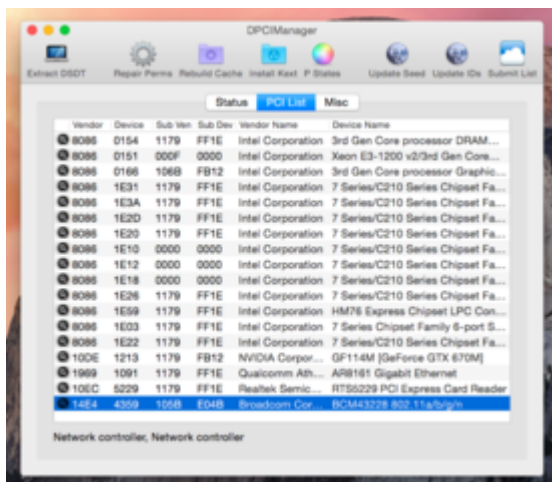 DPCIManager
Extract DSDT Repair Perms Rebuild Cache Install Kext P States Update Seed Update IDs Submit List
Status PCI List Misc
Vendor Device Sub Ven Sub Dev Vendor Name Device Name
8086 0154 1179 FF1E Intel Corporation 3rd Gen Core processor DRAM...
8086 0151 000F 0000 Intel Corporation Xeon E3-1200 v2/3rd Gen Core...
8086 0166 106B FB12 Intel Corporation 3rd Gen Core processor Graphic...
8086 1E31 1179 FF1E Intel Corporation 7 Series/C210 Series Chipset Fa...
8086 1E3A 1179 FF1E Intel Corporation 7 Series/C210 Series Chipset Fa...
8086 1E2D 1179 FF1E Intel Corporation 7 Series/C210 Series Chipset Fa...
8086 1E20 1179 FF1E Intel Corporation 7 Series/C210 Series Chipset Fa...
8086 1E10 0000 0000 Intel Corporation 7 Series/C210 Series Chipset Fa...
8086 1E12 0000 0000 Intel Corporation 7 Series/C210 Series Chipset Fa...
8086 1E18 0000 0000 Intel Corporation 7 Series/C210 Series Chipset Fa...
8086 1E26 1179 FF1E Intel Corporation 7 Series/C210 Series Chipset Fa...
8086 1E59 1179 FF1E Intel Corporation HM76 Express Chipset LPC Con...
8086 1E03 1179 FF1E Intel Corporation 7 Series Chipset Family 6-port S...
8086 1E22 1179 FF1E Intel Corporation 7 Series/C210 Series Chipset Fa...
10DE 1213 1179 FB12 NVIDIA Corpor... GF114M [GeForce GTX 670M]
1969 1091 1179 FF1E Qualcomm Ath... AR8161 Gigabit Ethernet
10EC 5229 1179 FF1E Realtek Semic... RTS5229 PCI Express Card Reader
14E4 4359 105B E04B Broadcom Cor... BCM43228 802.11a/b/g/n
Network controller, Network controller